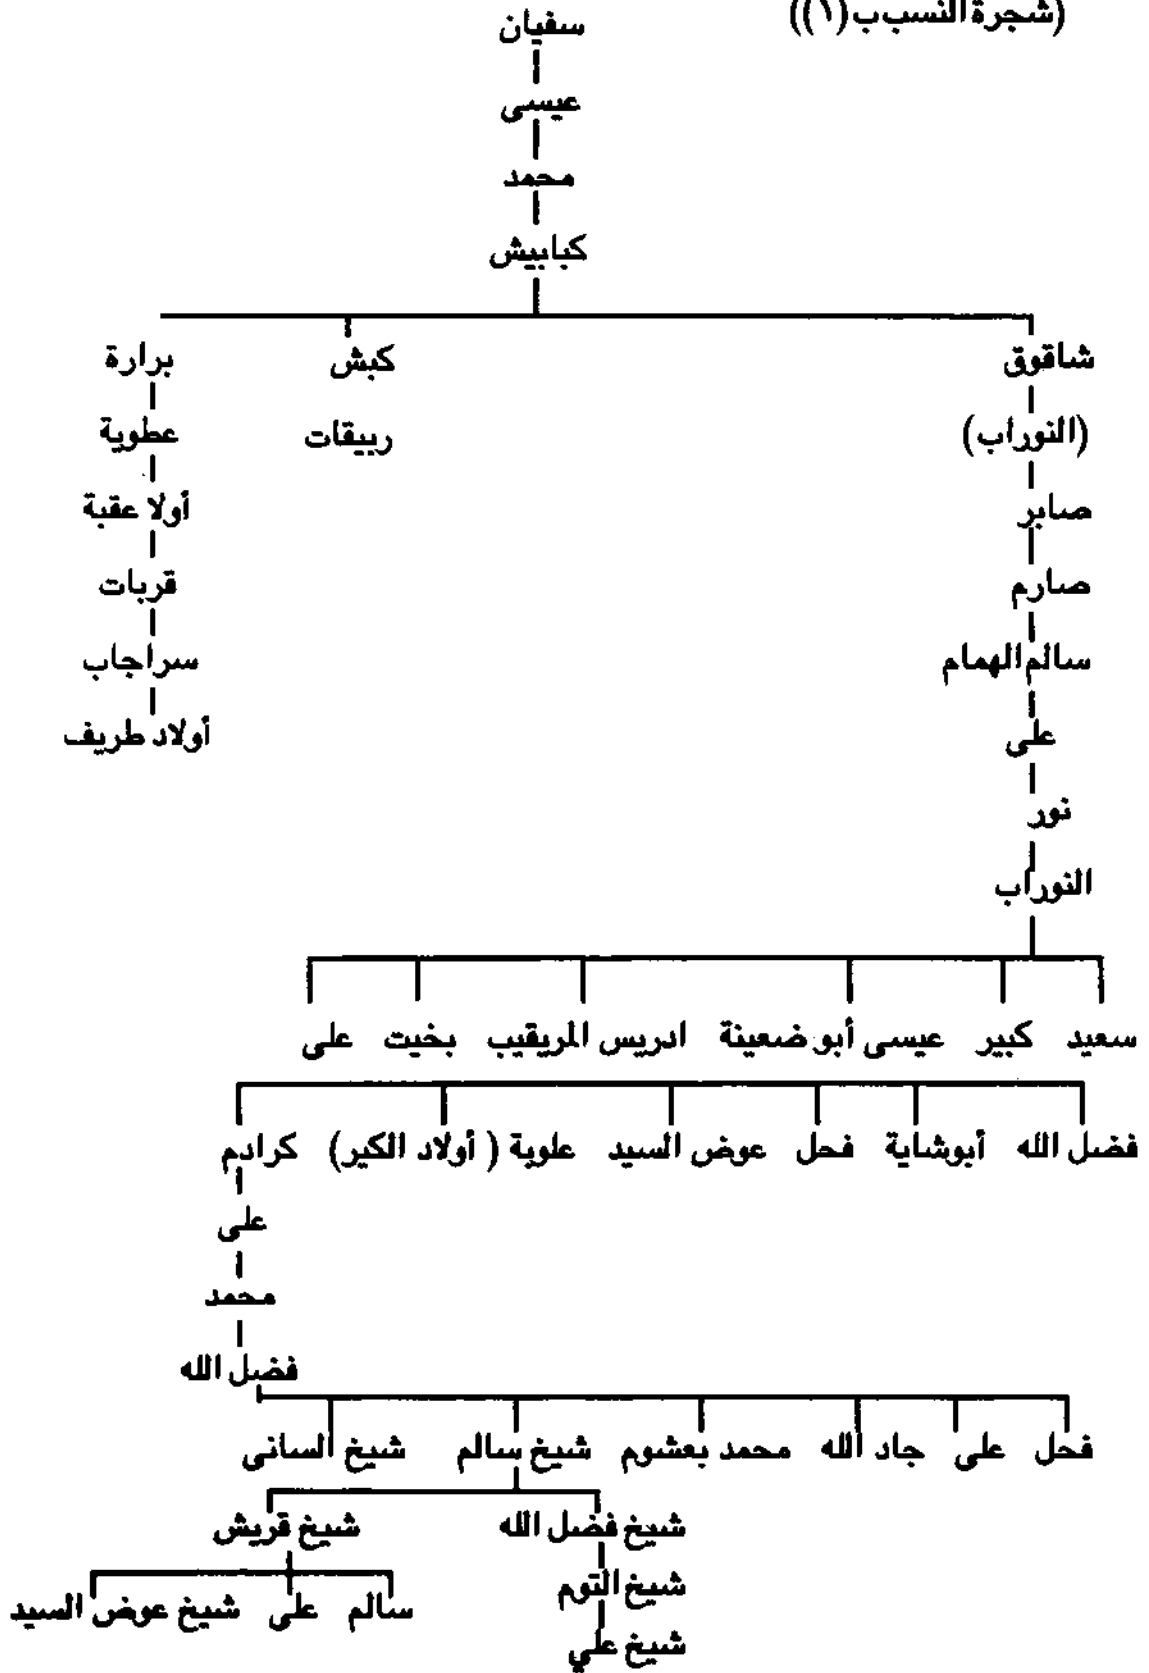 (شجرة النسب ب (١))
سفيان
عيسى
محمد
كبابيش
شاقوق كبش برارة
(النوراب) ربيقات عطوية
صابر أولا عقبة
صارم قربات
سالم الهمام سراجاب
على أولاد طريف
نور
النوراب
سعيد كبير عيسى أبو ضعينة ادريس المريقيب بخيت على
فضل الله أبوشاية فحل عوض السيد علوية ( أولاد الكير) كرادم
على
محمد
فضل الله
فحل على جاد الله محمد بعشوم شيخ سالم شيخ السانى
شيخ فضل الله شيخ قريش
شيخ التوم
سالم على شيخ عوض السيد
شيخ علي